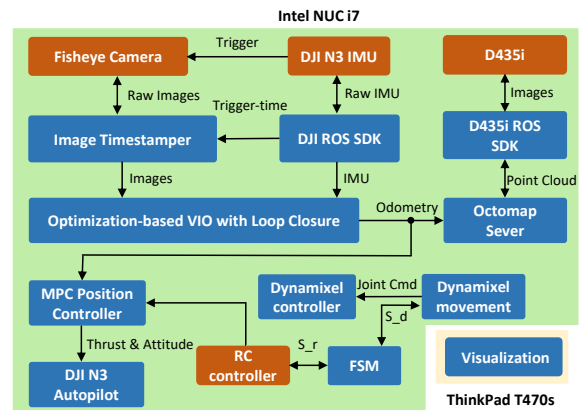 Intel NUC i7
Fisheye Camera
Trigger
DJI N3 IMU
D435i
Raw Images
Raw IMU
Images
Trigger-time
Image Timestamper
DJI ROS SDK
D435i ROS
SDK
Images
IMU
Point Cloud
Optimization-based VIO with Loop Closure
Odometry
Octomap
Sever
MPC Position
Controller
Dynamixel
controller
Joint Cmd
Dynamixel
movement
S_d
Thrust & Attitude
RC
controller
S_r
FSM
DJI N3
Autopilot
Visualization
ThinkPad T470s